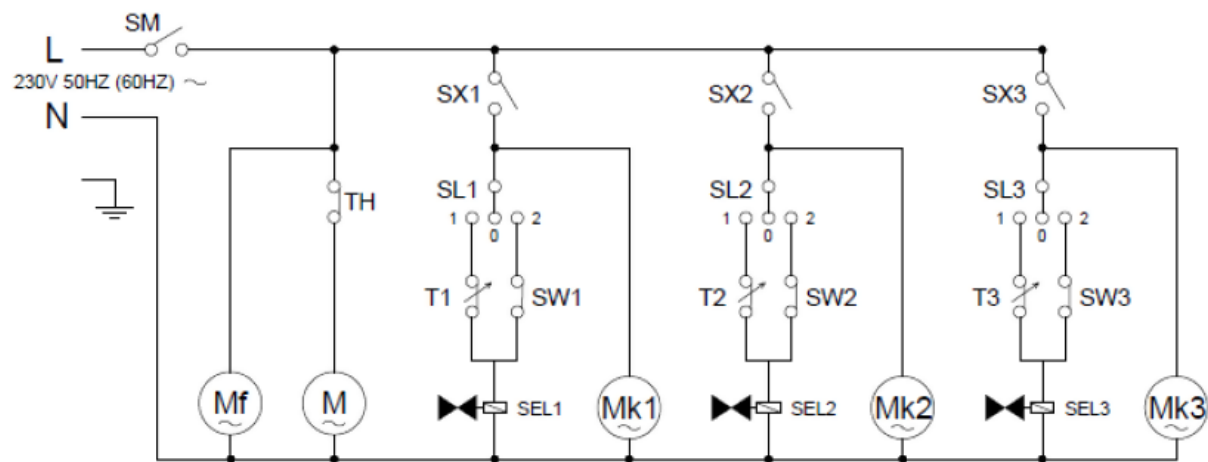 SM
L
230V 50HZ (60HZ) ~
N
SX1 SX2 SX3
TH
SL1 SL2 SL3
1 0 2 1 0 2 1 0 2
T1 SW1 T2 SW2 T3 SW3
Mf M SEL1 Mk1 SEL2 Mk2 SEL3 Mk3